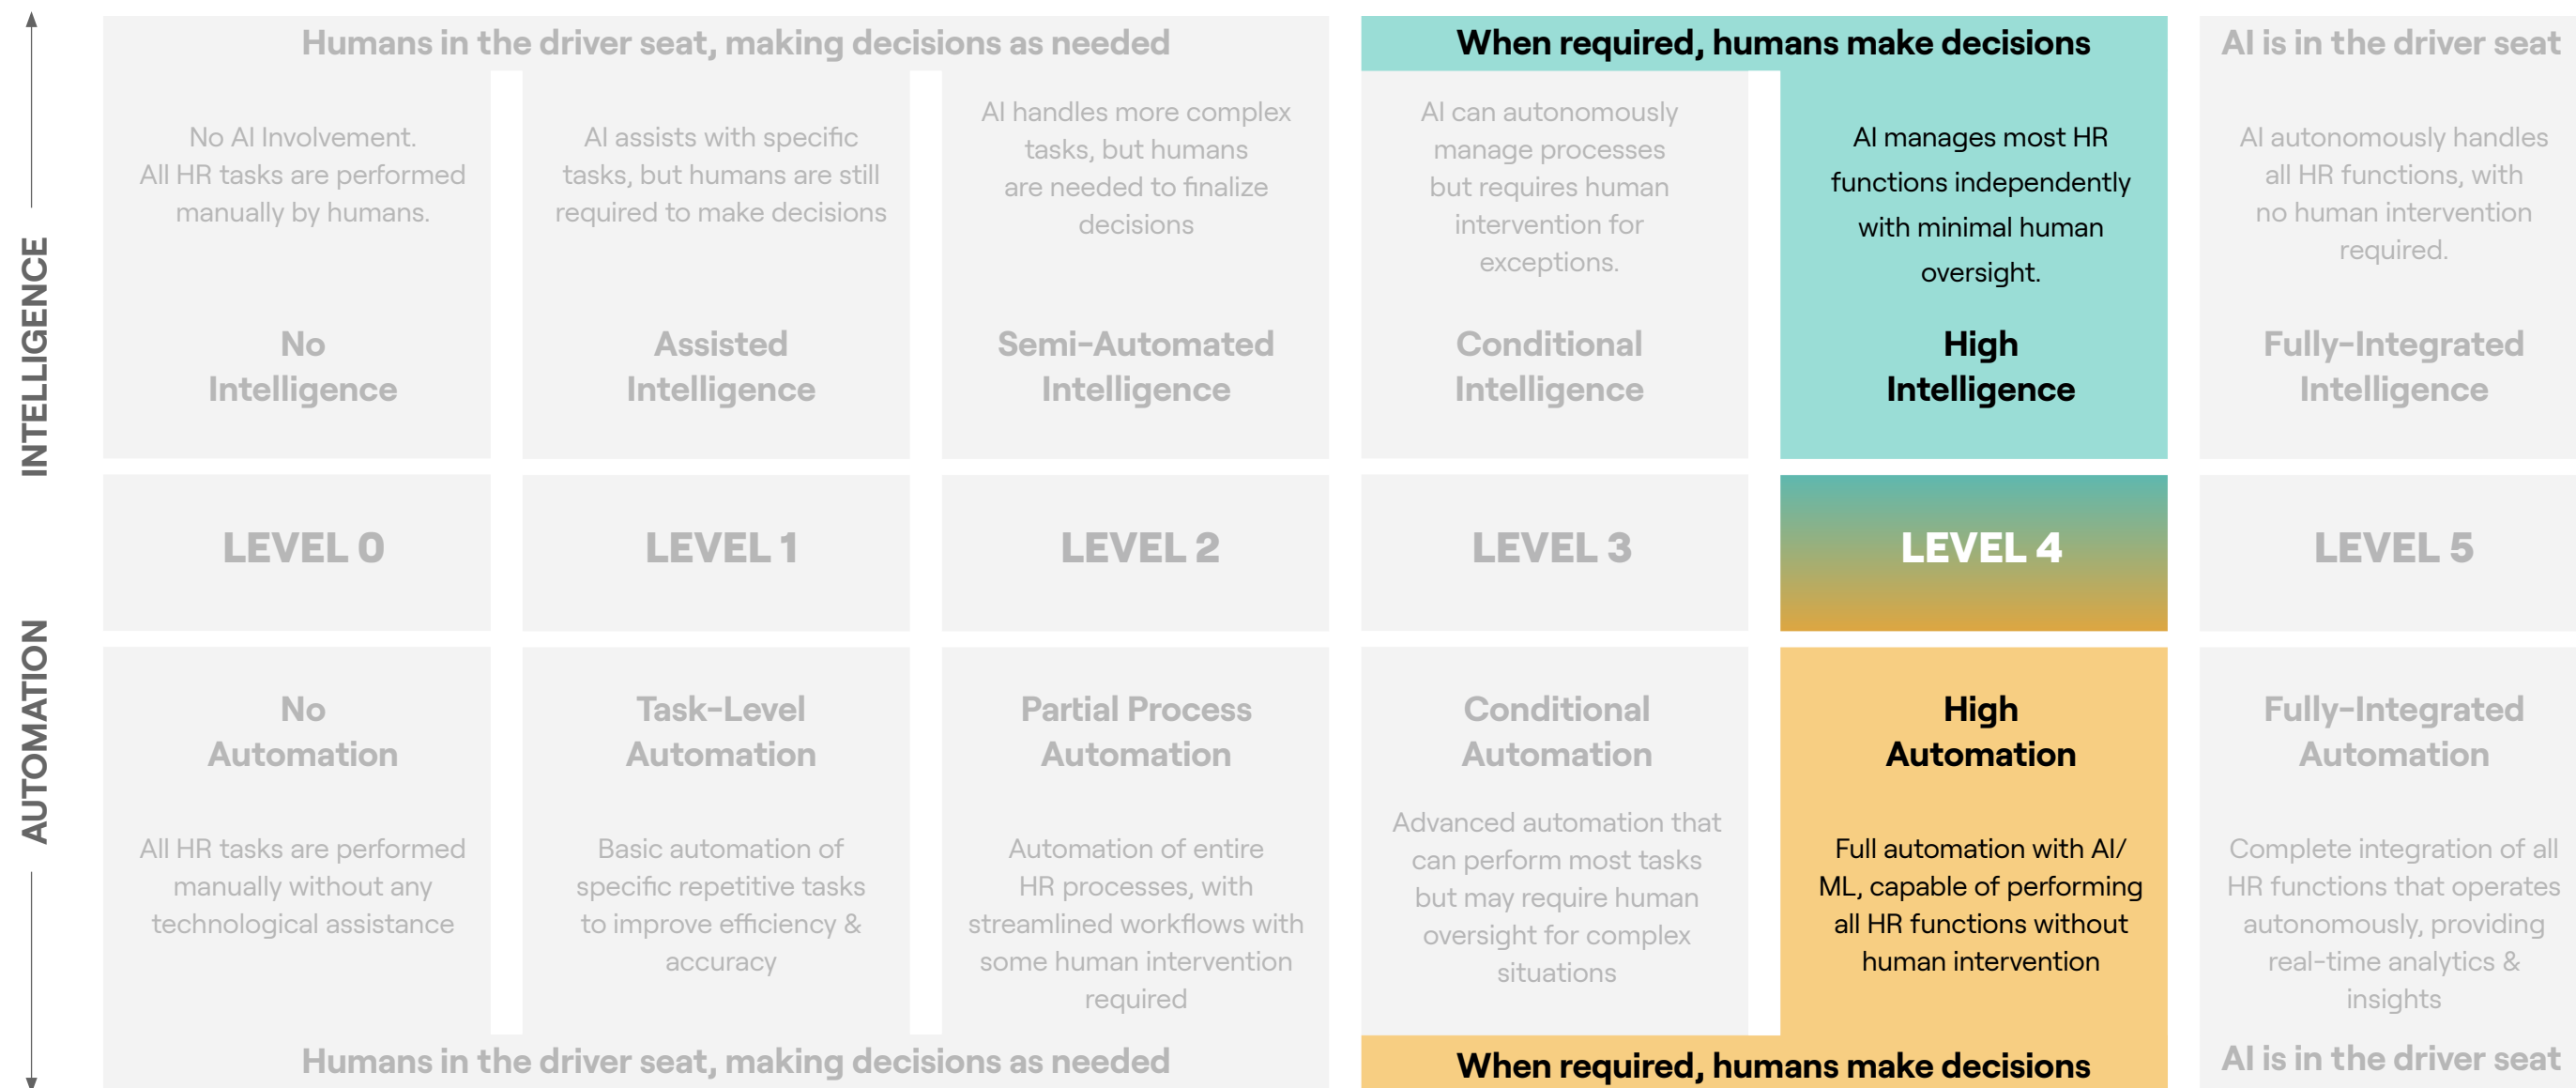 INTELLIGENCE
AUTOMATION
Humans in the driver seat, making decisions as needed
No AI Involvement.
All HR tasks are performed
manually by humans.
No
Intelligence
AI assists with specific
tasks, but humans are still
required to make decisions
Assisted
Intelligence
AI handles more complex
tasks, but humans
are needed to finalize
decisions
Semi-Automated
Intelligence
When required, humans make decisions
AI can autonomously
manage processes
but requires human
intervention for
exceptions.
Conditional
Intelligence
AI manages most HR
functions independently
with minimal human
oversight.
High
Intelligence
AI is in the driver seat
AI autonomously handles
all HR functions, with
no human intervention
required.
Fully-Integrated
Intelligence
LEVEL 0
LEVEL 1
LEVEL 2
LEVEL 3
LEVEL 4
LEVEL 5
No
Automation
All HR tasks are performed
manually without any
technological assistance
Task-Level
Automation
Basic automation of
specific repetitive tasks
to improve efficiency &
accuracy
Partial Process
Automation
Automation of entire
HR processes, with
streamlined workflows with
some human intervention
required
Humans in the driver seat, making decisions as needed
Conditional
Automation
Advanced automation that
can perform most tasks
but may require human
oversight for complex
situations
High
Automation
Full automation with AI/
ML, capable of performing
all HR functions without
human intervention
When required, humans make decisions
Fully-Integrated
Automation
Complete integration of all
HR functions that operates
autonomously, providing
real-time analytics &
insights
AI is in the driver seat